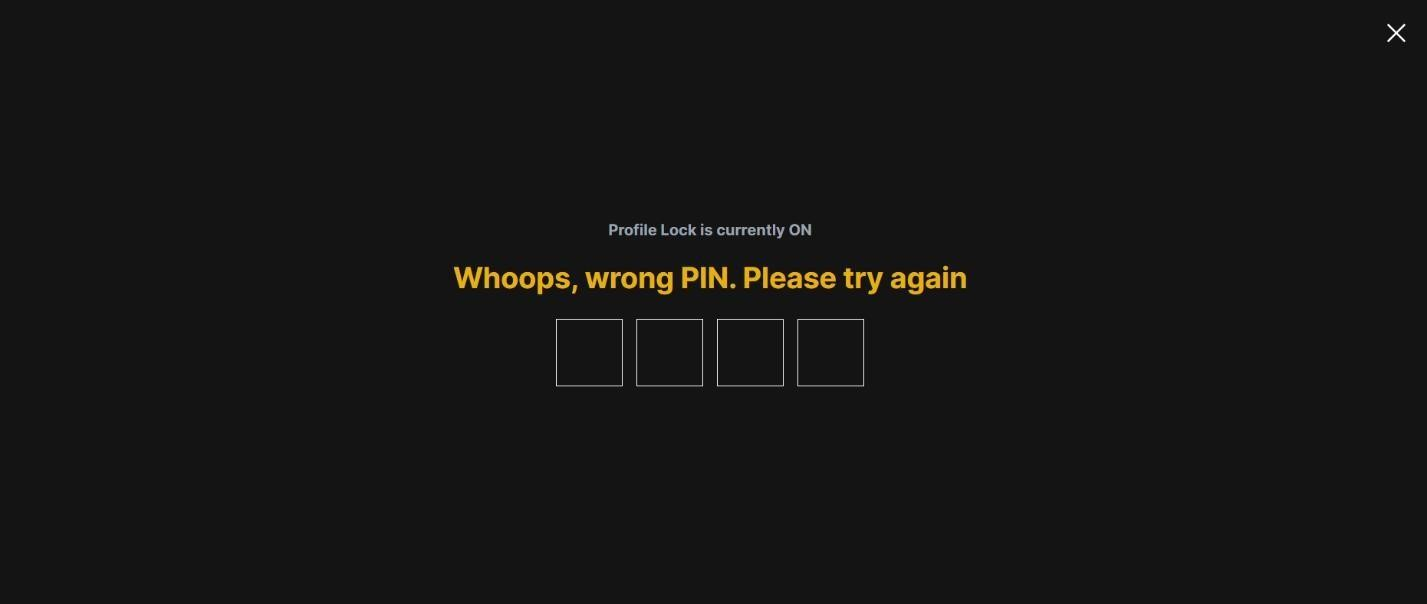 Profile Lock is currently ON
Whoops, wrong PIN. Please try again